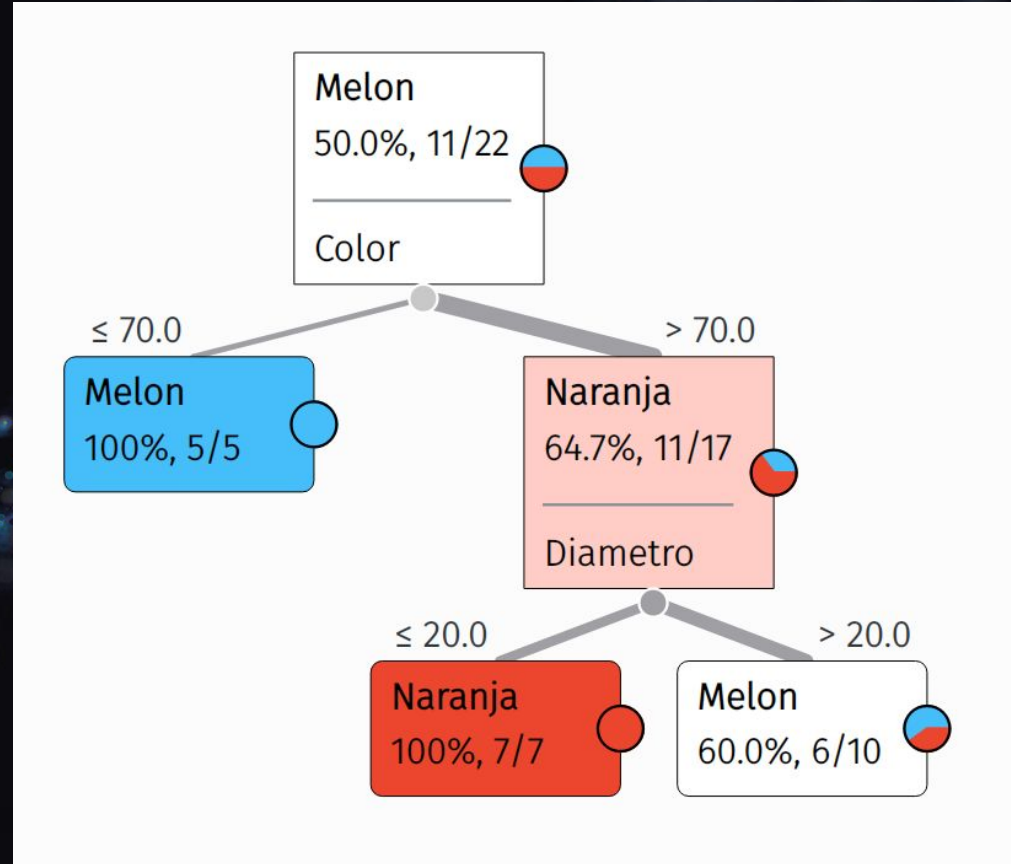 Melon
50.0%, 11/22
Color
≤ 70.0
> 70.0
Melon
100%, 5/5
Naranja
64.7%, 11/17
Diametro
≤ 20.0
> 20.0
Naranja
100%, 7/7
Melon
60.0%, 6/10